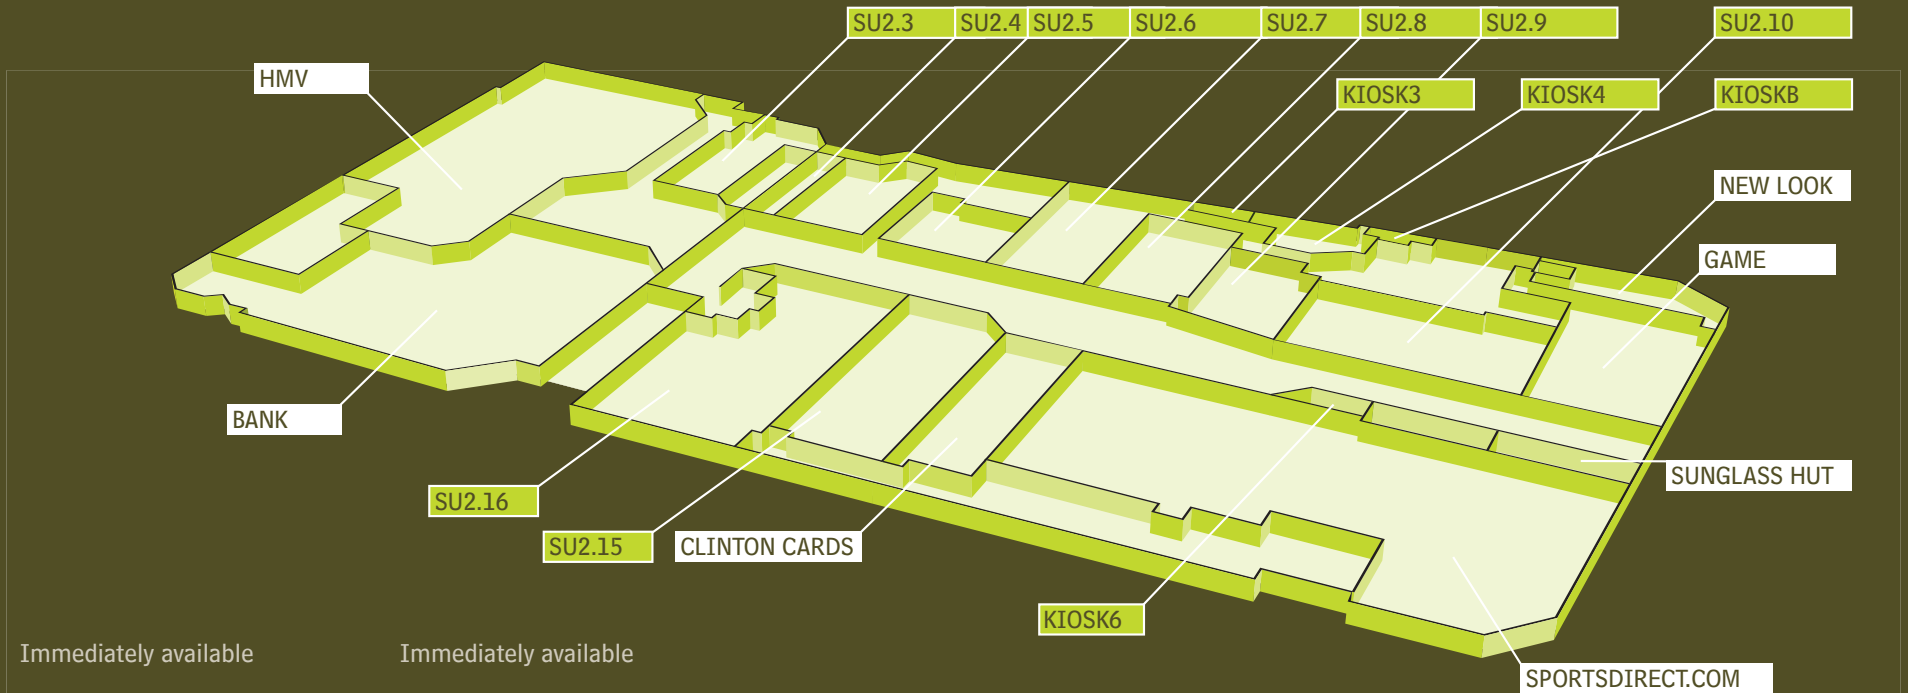 SU2.3
SU2.4
SU2.5
SU2.6
SU2.7
SU2.8
SU2.9
SU2.10
HMV
KIOSK3
KIOSK4
KIOSKB
NEW LOOK
GAME
BANK
SUNGLASS HUT
SU2.16
SU2.15
CLINTON CARDS
KIOSK6
Immediately available
Immediately available
SPORTSDIRECT.COM